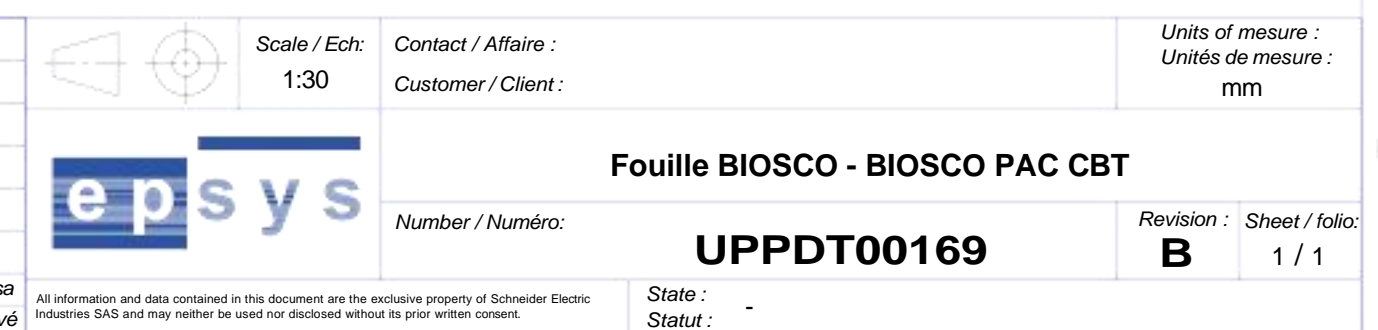 Scale / Ech:
1:30
Contact / Affaire :
Customer / Client :
Units of mesure :
Unités de mesure :
mm
epsys
Fouille BIOSCO - BIOSCO PAC CBT
Number / Numéro:
UPPDT00169
Revision :
B
Sheet / folio:
1 / 1
sa
vé
All information and data contained in this document are the exclusive property of Schneider Electric
Industries SAS and may neither be used nor disclosed without its prior written consent.
State :
Statut :
-